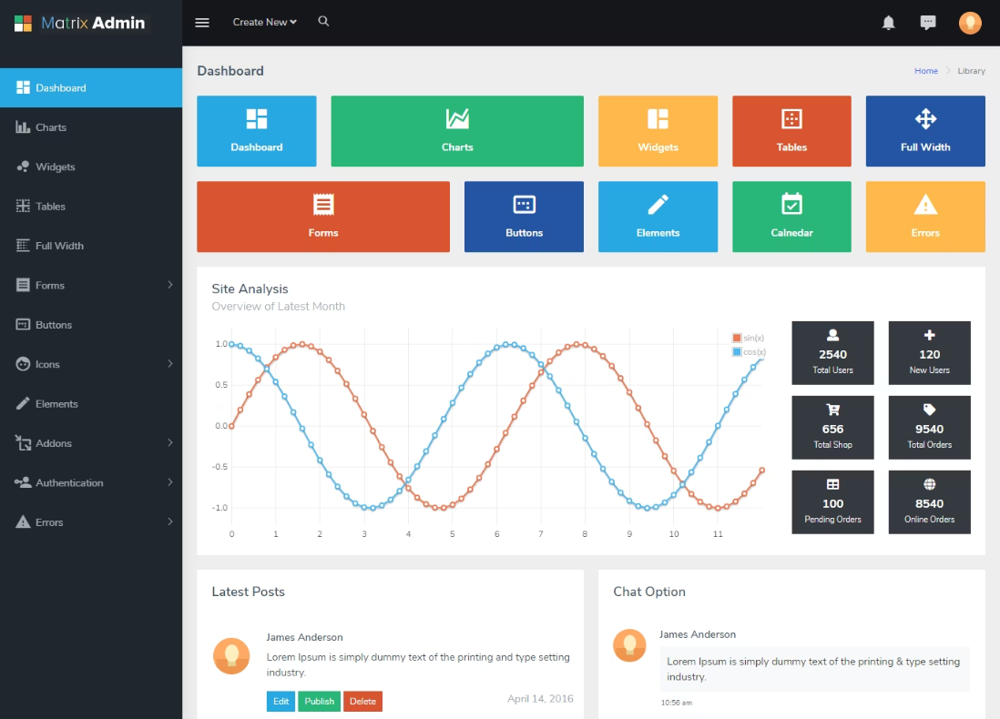 Matrix Admin
Create New
Dashboard
Charts
Widgets
Tables
Full Width
Forms
Buttons
Icons
Elements
Addons
Authentication
Errors
Dashboard
Home Library
Dashboard Charts Widgets Tables Full Width
Forms Buttons Elements Calnedar Errors
Site Analysis
Overview of Latest Month
1.0
0.5
0.0
-0.5
-1.0
0 1 2 3 4 5 6 7 8 9 10 11
sin(x)
cos(x)
2540
Total Users
120
New Users
656
Total Shop
9540
Total Orders
100
Pending Orders
8540
Online Orders
Latest Posts
James Anderson
Lorem Ipsum is simply dummy text of the printing and type setting
industry.
Edit Publish Delete
April 14, 2016
Chat Option
James Anderson
Lorem Ipsum is simply dummy text of the printing & type setting
industry.
10:56 am